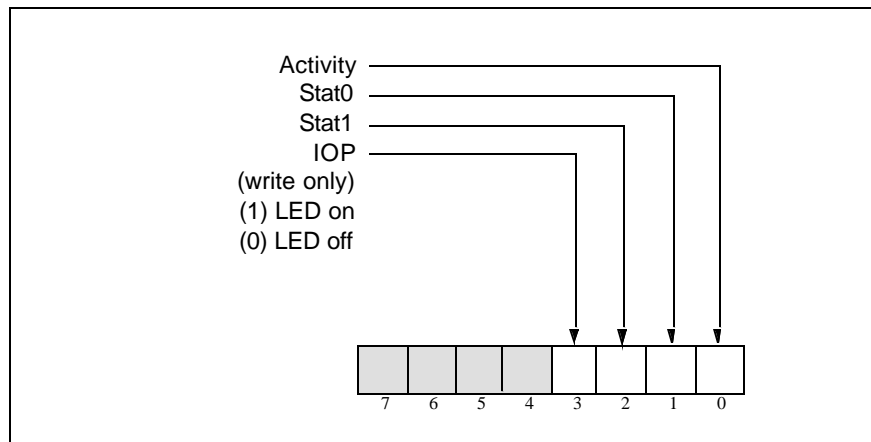 Activity
Stat0
Stat1
IOP
(write only)
(1) LED on
(0) LED off
7 6 5 4 3 2 1 0